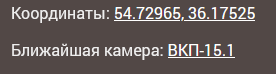 Координаты: 54.72965, 36.17525
Ближайшая камера: ВКП-15.1